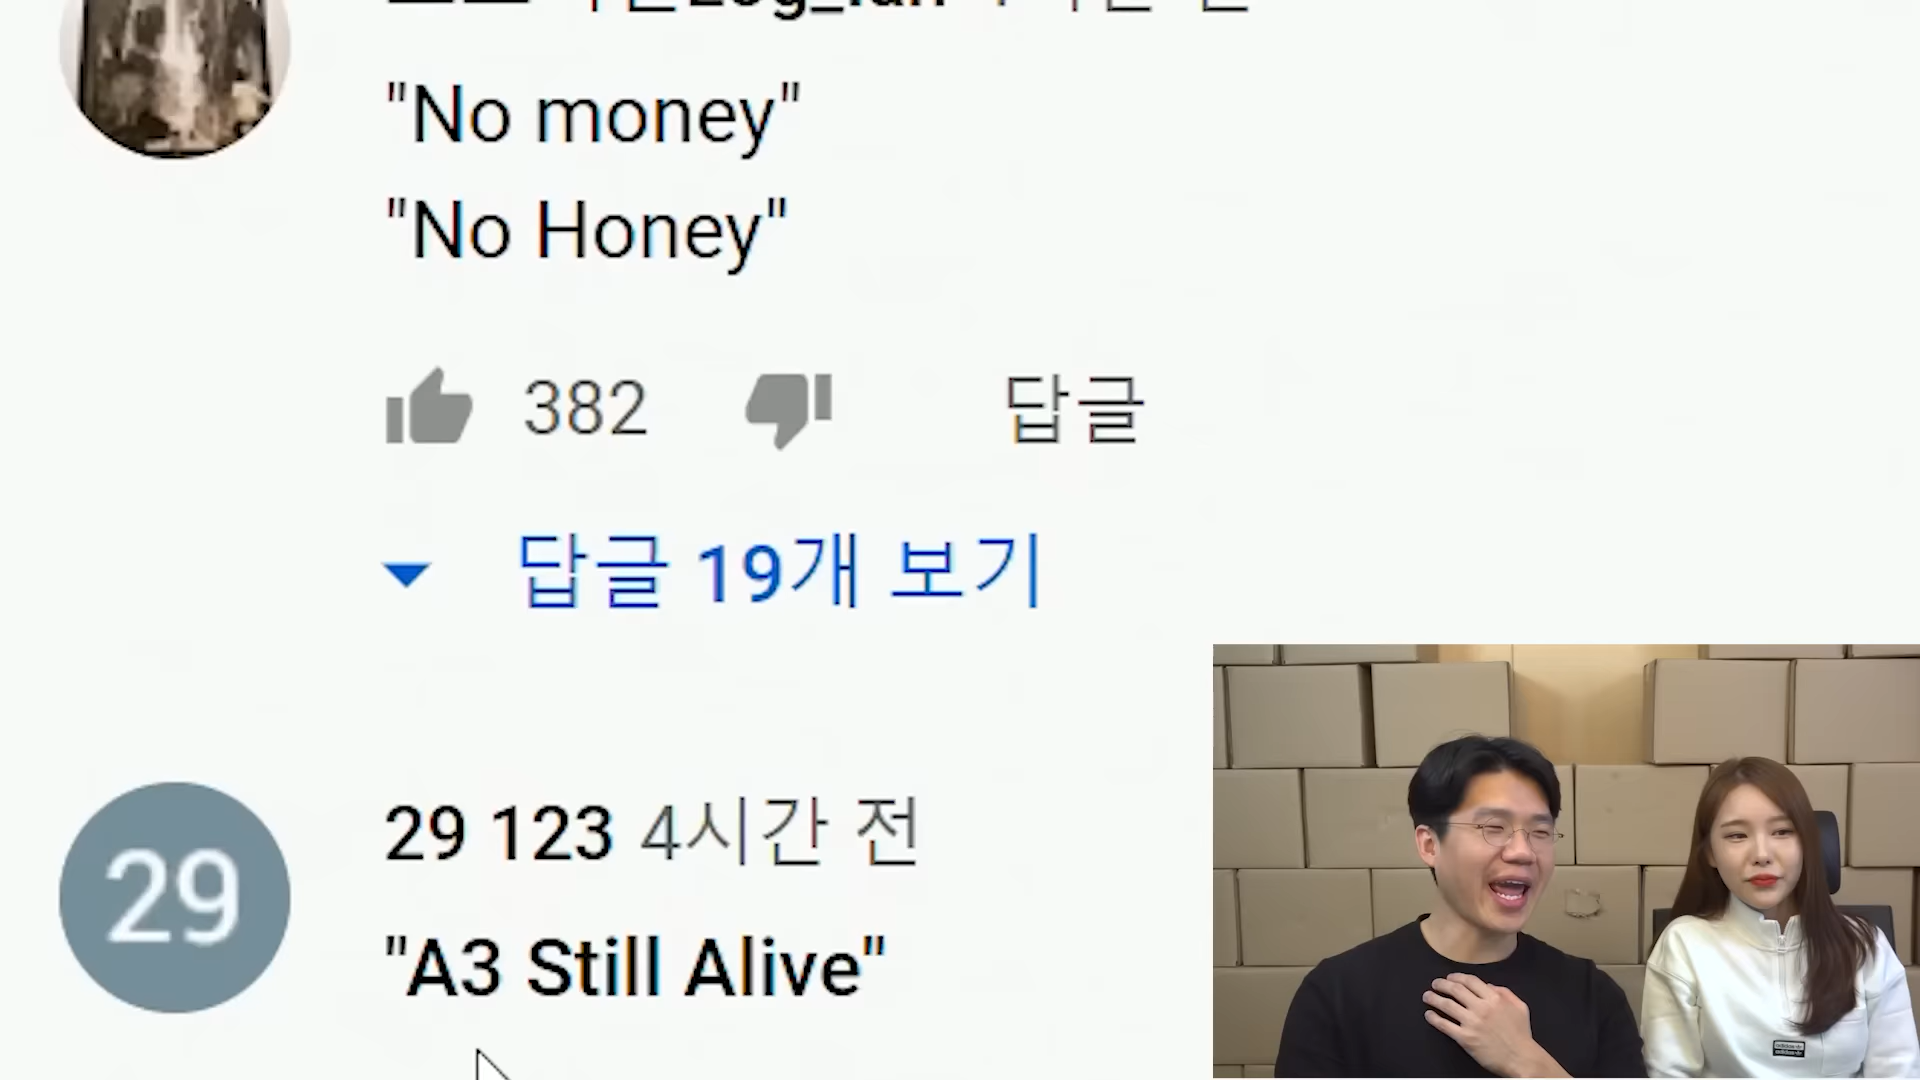 "No money"
"No Honey"
382
답글
답글 19개 보기
29
29 123 4시간 전
"A3 Still Alive"